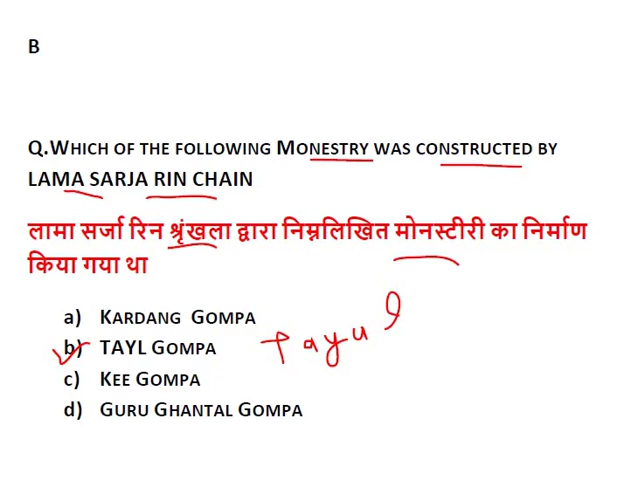 B
Q.WHICH OF THE FOLLOWING MONESTRY WAS CONSTRUCTED BY
LAMA SARJA RIN CHAIN
लामा सर्जा रिन श्रृंखला द्वारा निम्नलिखित मोनस्टीरी का निर्माण
किया गया था
a) KARDANG GOMPA
b) TAYL GOMPA tayul
c) KEE GOMPA
d) GURU GHANTAL GOMPA